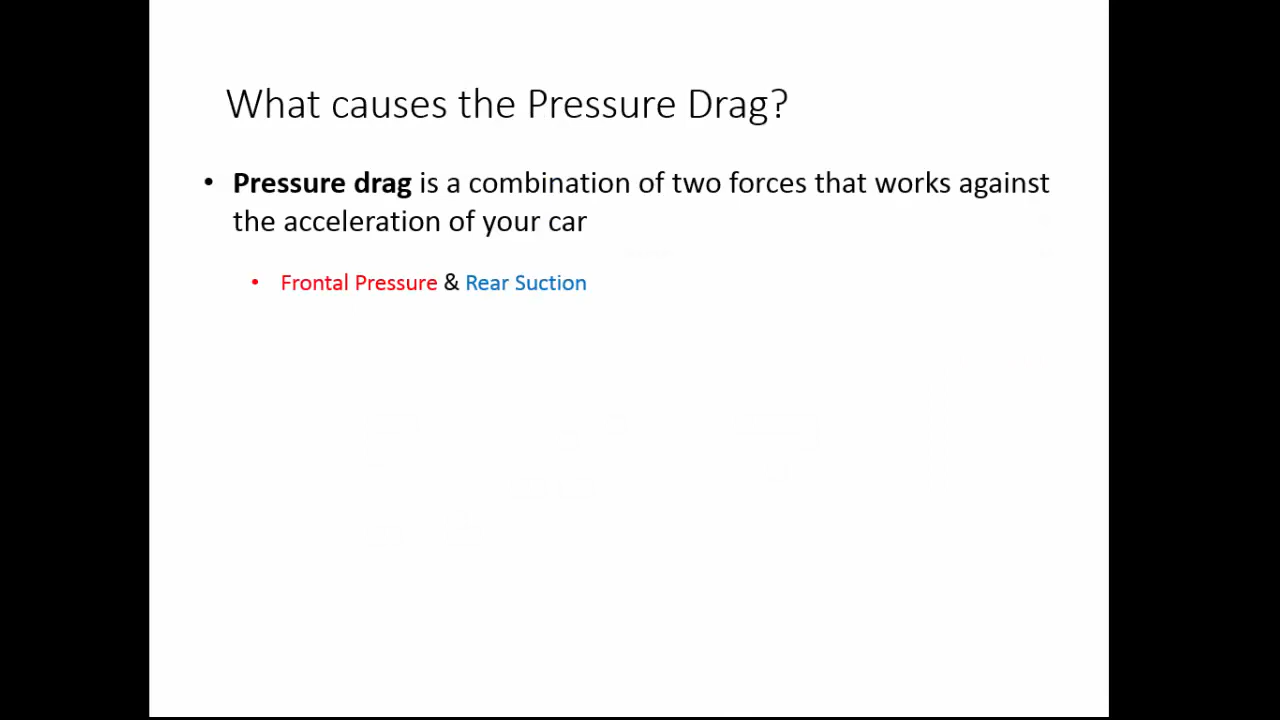 What causes the Pressure Drag?
• Pressure drag is a combination of two forces that works against
the acceleration of your car
• Frontal Pressure & Rear Suction